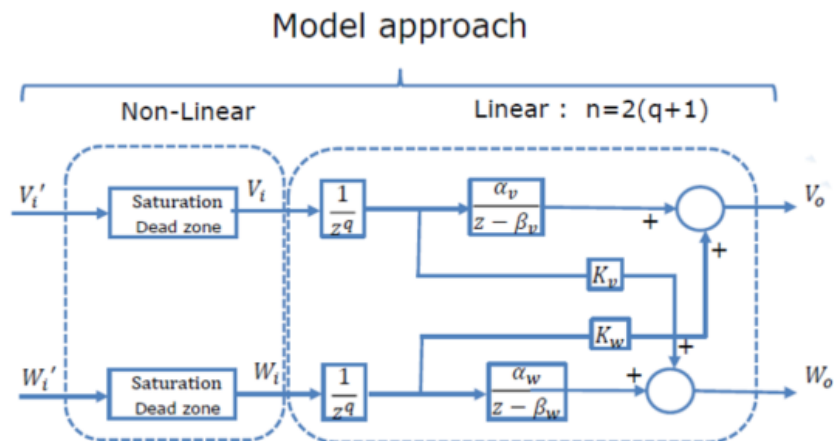 Model approach
Non-Linear
Linear : n=2(q+1)
V_i'
Saturation
Dead zone
V_i
1
z^q
α_v
z − β_v
+
V_o
+
K_v
K_w
W_i'
Saturation
Dead zone
W_i
1
z^q
α_w
z − β_w
+
+
W_o